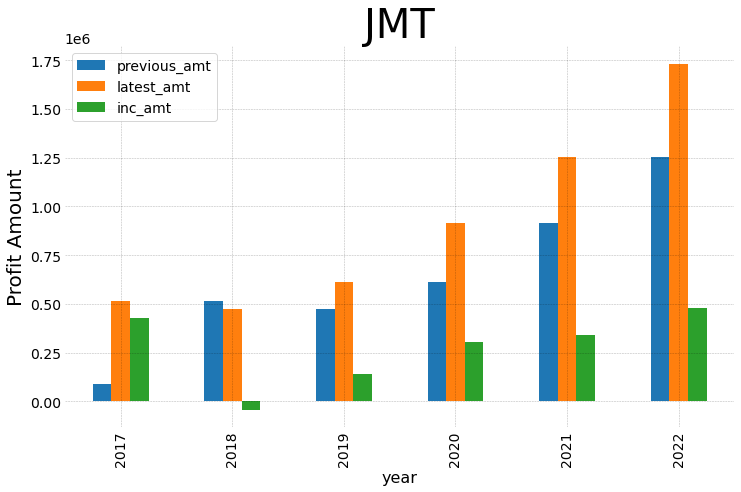 JMT
1e6
previous_amt
latest_amt
inc_amt
1.75
1.50
1.25
1.00
0.75
0.50
0.25
0.00
Profit Amount
2017 2018 2019 2020 2021 2022
year